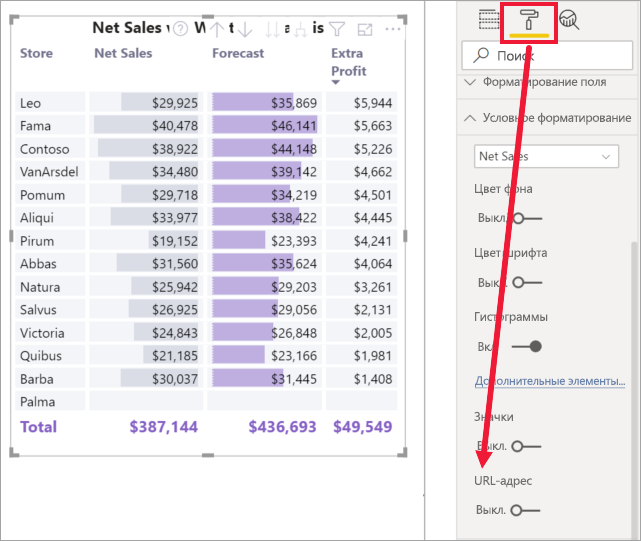 Net Sales
Store Net Sales Forecast Extra Profit
Leo $29,925 $35,869 $5,944
Fama $40,478 $46,141 $5,663
Contoso $38,922 $44,148 $5,226
VanArsdel $34,480 $39,142 $4,662
Pomum $29,718 $34,219 $4,501
Aliqui $33,977 $38,422 $4,445
Pirum $19,152 $23,393 $4,241
Abbas $31,560 $35,624 $4,064
Natura $25,942 $29,203 $3,261
Salvus $26,925 $29,056 $2,131
Victoria $24,843 $26,848 $2,005
Quibus $21,185 $23,166 $1,981
Barba $30,037 $31,445 $1,408
Palma
Total $387,144 $436,693 $49,549
Поиск
Форматирование поля
Условное форматирование
Net Sales
Цвет фона
Выкл.
Цвет шрифта
Выкл.
Гистограммы
Вкл.
Дополнительные элементы...
Значки
Выкл.
URL-адрес
Выкл.